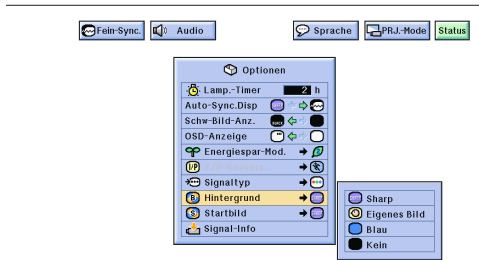 Fein-Sync. Audio Sprache PRJ.-Mode Status
Optionen
Lamp.-Timer 2 h
Auto-Sync.Disp
Schw-Bild-Anz.
OSD-Anzeige
Energiespar-Mod.
I/P
Signaltyp
B Hintergrund
S Startbild
Signal-Info
Sharp
Eigenes Bild
Blau
Kein